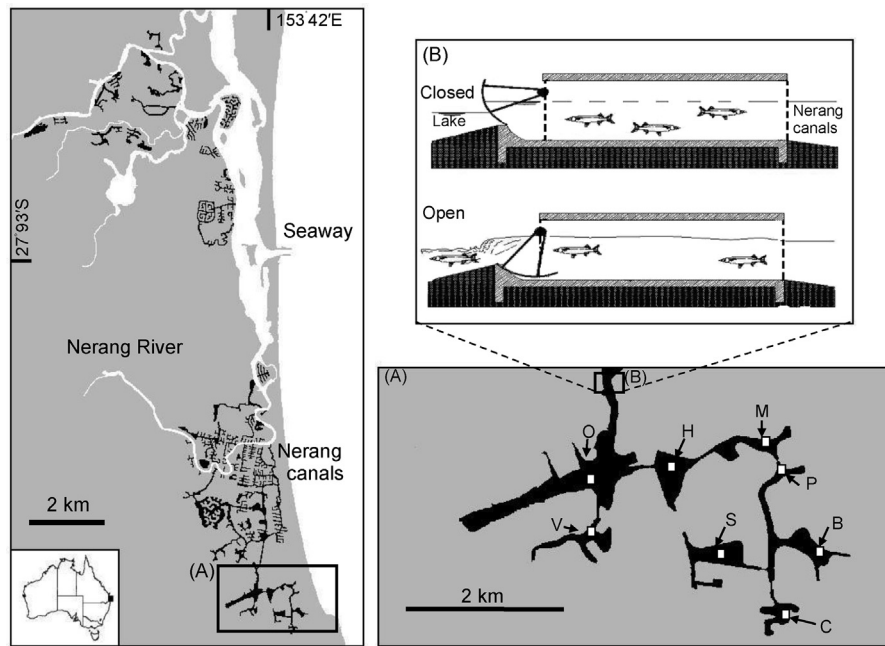 153˚42′E
27˚93′S
Seaway
Nerang River
Nerang
canals
2 km
(A)
(B)
Closed
Lake
Nerang
canals
Open
(A)
(B)
O
H
M
P
V
S
B
C
2 km